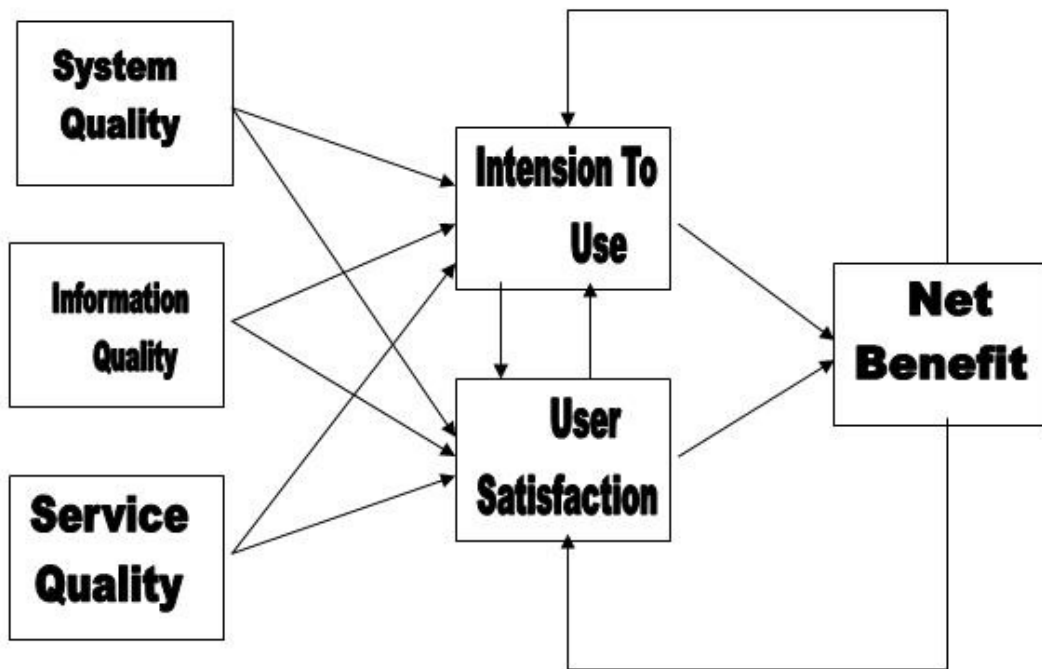 System
Quality
Information
Quality
Service
Quality
Intension To
Use
User
Satisfaction
Net
Benefit